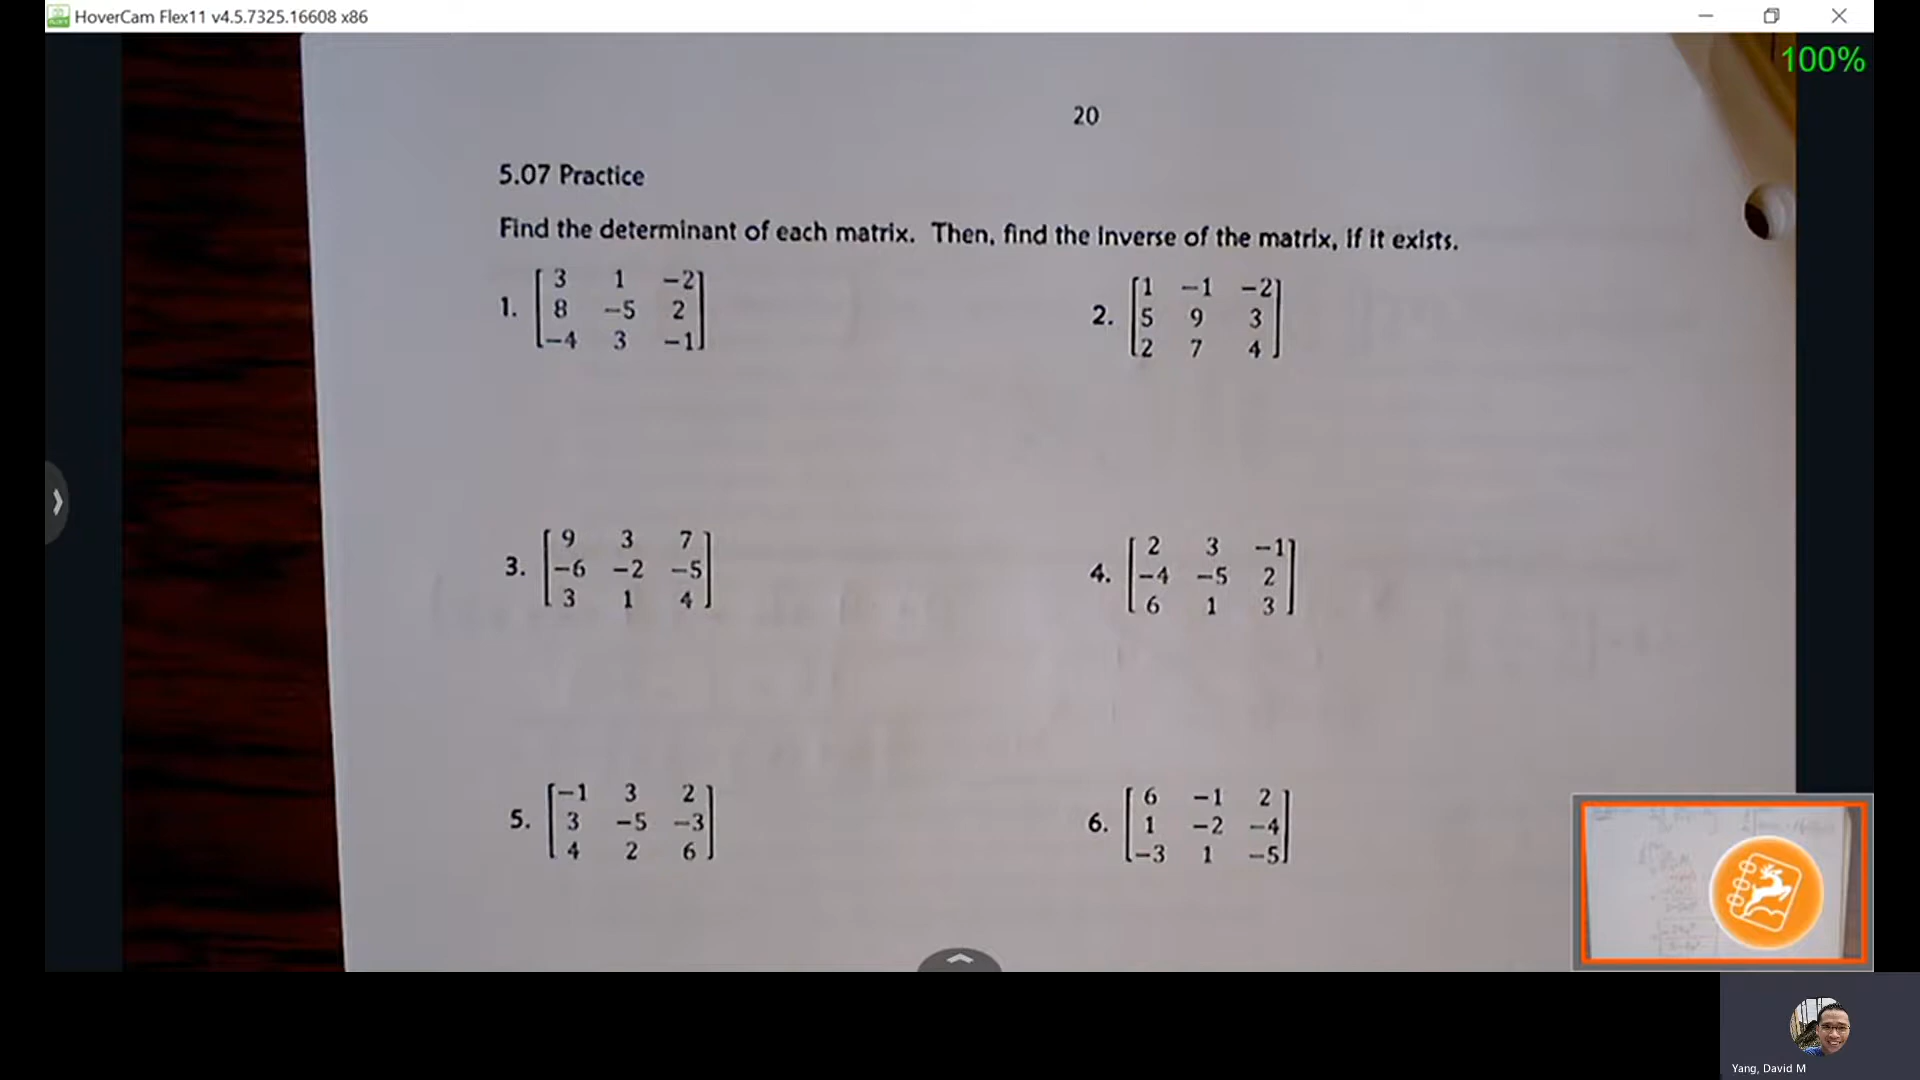 HoverCam Flex11 v4.5.7325.16608 x86
100%
20
5.07 Practice
Find the determinant of each matrix. Then, find the inverse of the matrix, if it exists.
1. [3 1 −2
8 −5 2
−4 3 −1]
2. [1 −1 −2
5 9 3
2 7 4]
3. [9 3 7
−6 −2 −5
3 1 4]
4. [2 3 −1
−4 −5 2
6 1 3]
5. [−1 3 2
3 −5 −3
4 2 6]
6. [6 −1 2
1 −2 −4
−3 1 −5]
Yang, David M